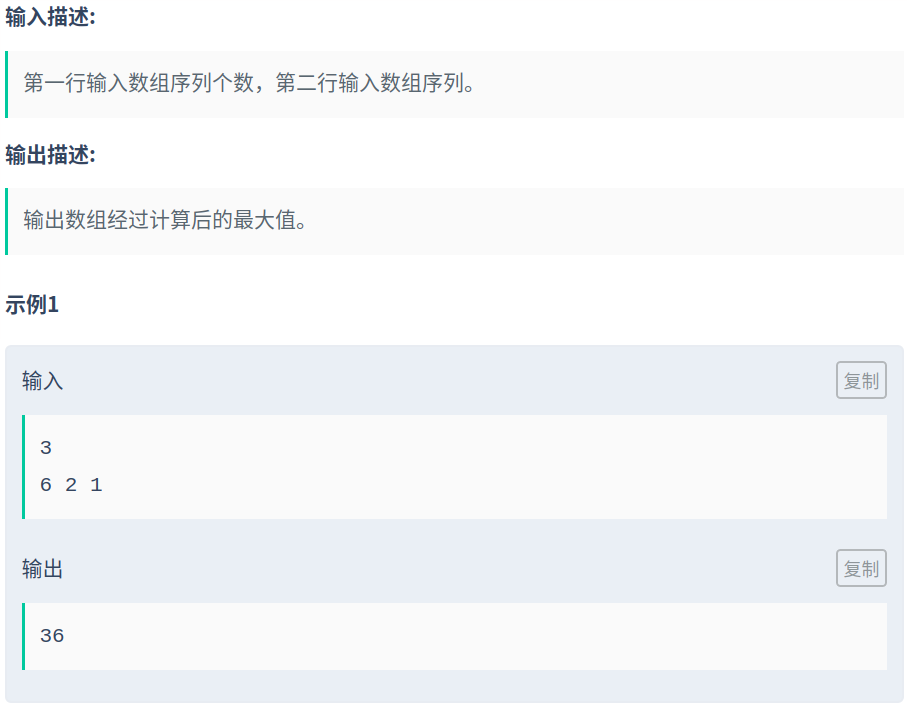 输入描述:
第一行输入数组序列个数，第二行输入数组序列。
输出描述:
输出数组经过计算后的最大值。
示例1
输入
复制
3
6 2 1
输出
复制
36